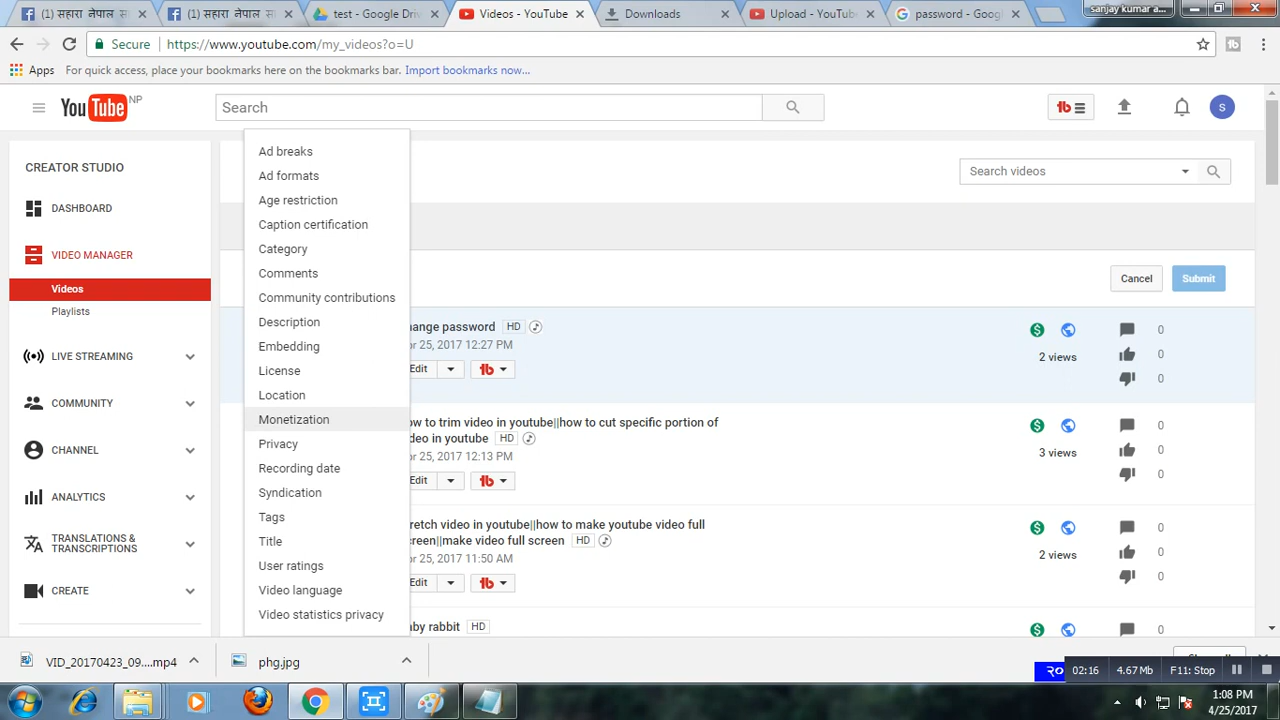 (1) सहारा नेपाल स
(1) सहारा नेपाल स
test - Google Driv
Videos - YouTube
Downloads
Upload - YouTube
password - Goog
sanjay kumar a...
Secure
https://www.youtube.com/my_videos?o=U
Apps
For quick access, place your bookmarks here on the bookmarks bar. Import bookmarks now...
YouTube NP
Search
S
CREATOR STUDIO
DASHBOARD
VIDEO MANAGER
Videos
Playlists
LIVE STREAMING
COMMUNITY
CHANNEL
ANALYTICS
TRANSLATIONS &
TRANSCRIPTIONS
CREATE
Ad breaks
Ad formats
Age restriction
Caption certification
Category
Comments
Community contributions
Description
Embedding
License
Location
Monetization
Privacy
Recording date
Syndication
Tags
Title
User ratings
Video language
Video statistics privacy
Search videos
Cancel
Submit
hange password HD
pr 25, 2017 12:27 PM
Edit
2 views
0
0
0
ow to trim video in youtube||how to cut specific portion of
deo in youtube HD
pr 25, 2017 12:13 PM
Edit
3 views
0
0
0
retch video in youtube||how to make youtube video full
creen||make video full screen HD
pr 25, 2017 11:50 AM
Edit
2 views
0
0
0
aby rabbit HD
0
VID_20170423_09....mp4
phg.jpg
02:16
4.67 Mb
F11: Stop
1:08 PM
4/25/2017